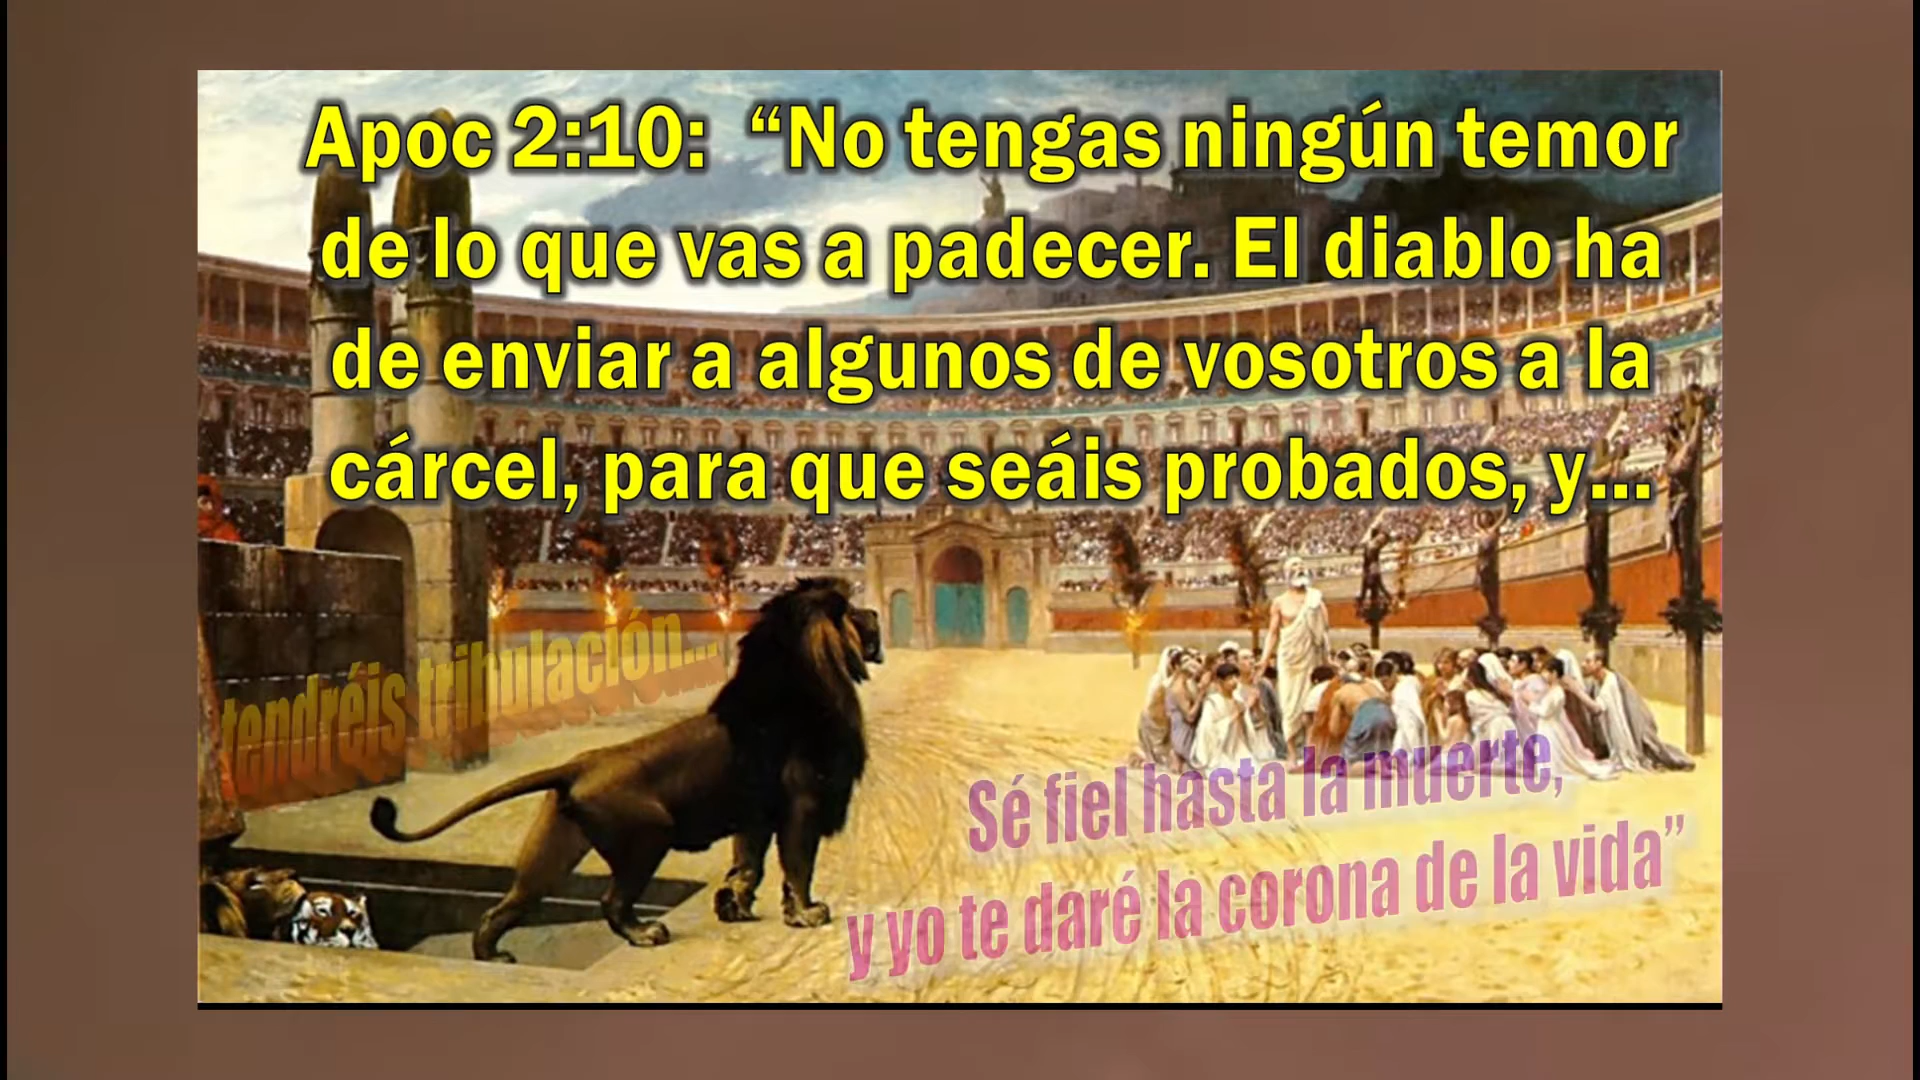 Apoc 2:10: “No tengas ningún temor
de lo que vas a padecer. El diablo ha
de enviar a algunos de vosotros a la
cárcel, para que seáis probados, y...
tendréis tribulación...
Sé fiel hasta la muerte,
y yo te daré la corona de la vida”